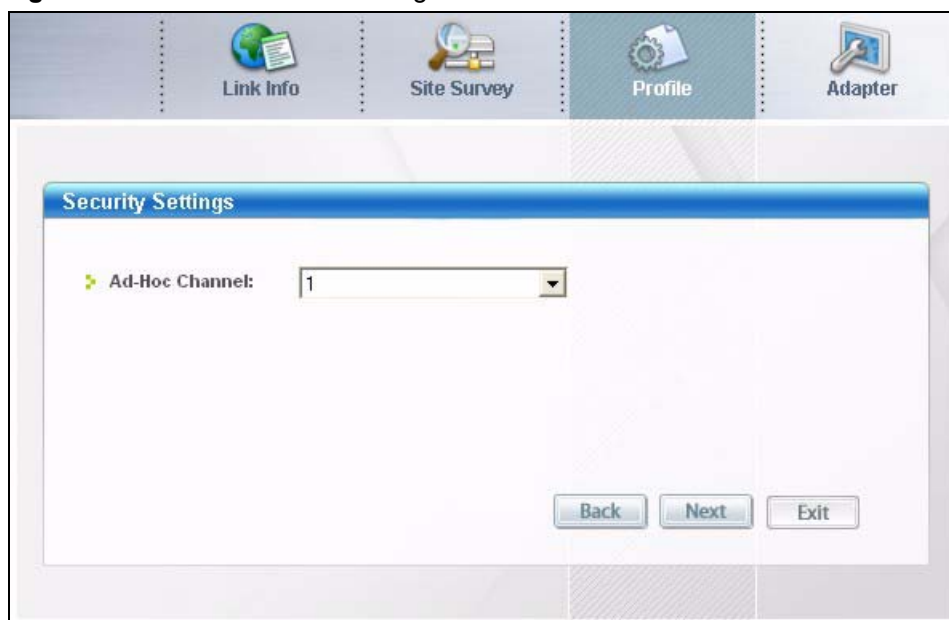 Link Info
Site Survey
Profile
Adapter
Security Settings
Ad-Hoc Channel:
1
Back
Next
Exit